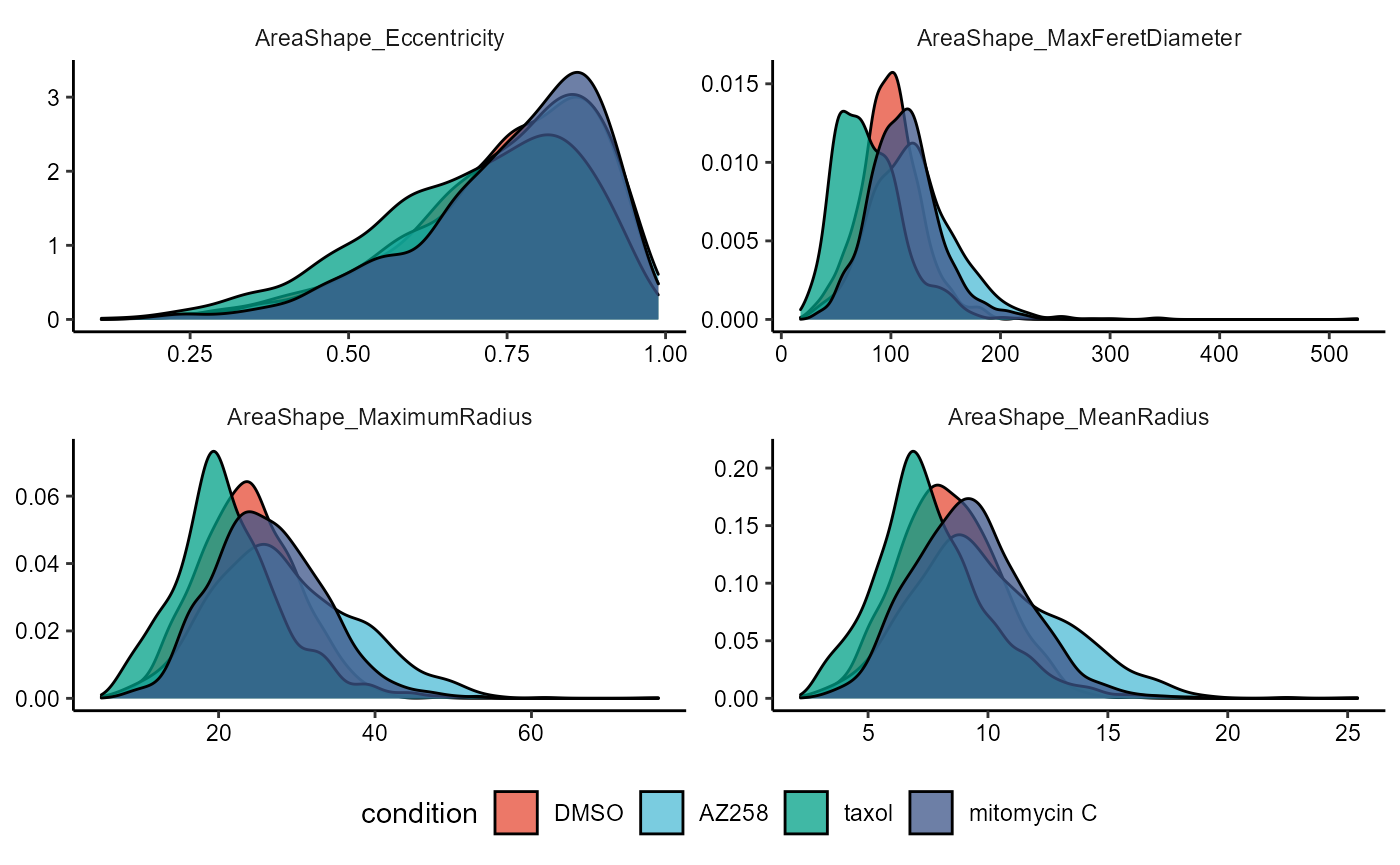 AreaShape_Eccentricity
AreaShape_MaxFeretDiameter
3
2
1
0
0.25 0.50 0.75 1.00
0.015
0.010
0.005
0.000
0 100 200 300 400 500
AreaShape_MaximumRadius
AreaShape_MeanRadius
0.06
0.04
0.02
0.00
20 40 60
0.20
0.15
0.10
0.05
0.00
5 10 15 20 25
condition DMSO AZ258 taxol mitomycin C